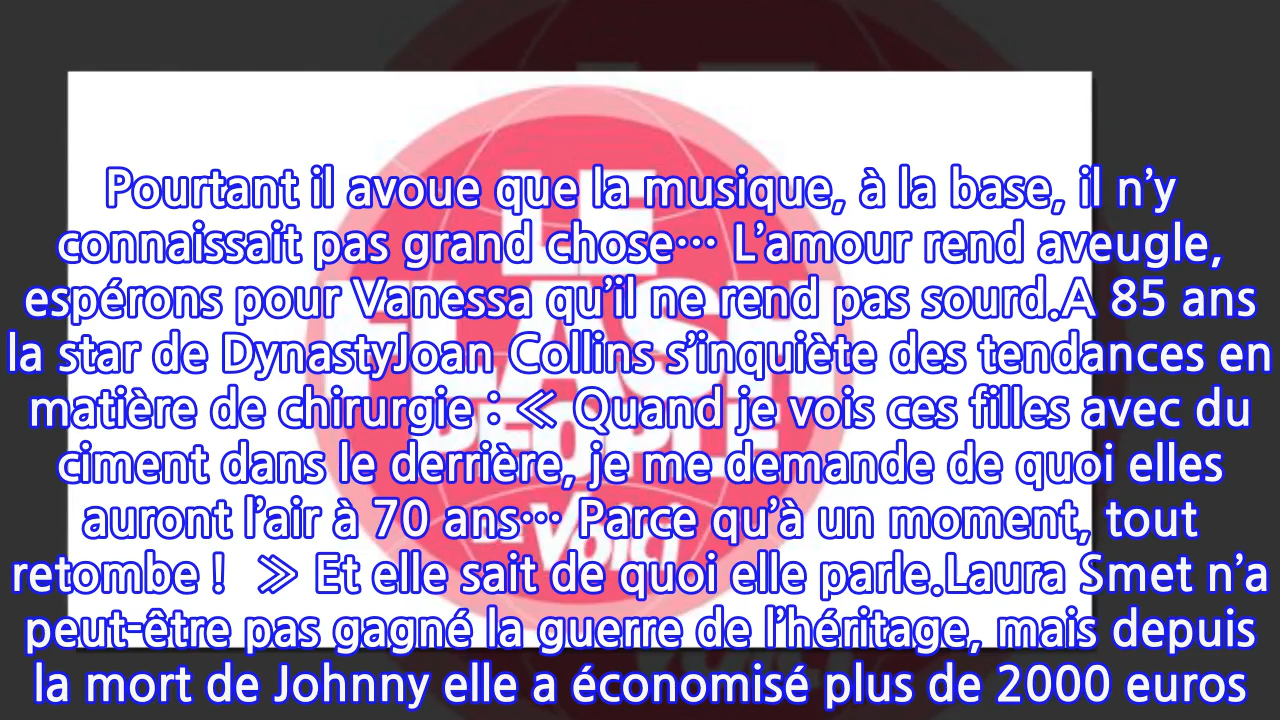 Pourtant il avoue que la musique, à la base, il n’y
connaissait pas grand chose… L’amour rend aveugle,
espérons pour Vanessa qu’il ne rend pas sourd.A 85 ans
la star de DynastyJoan Collins s’inquiète des tendances en
matière de chirurgie : ≪ Quand je vois ces filles avec du
ciment dans le derrière, je me demande de quoi elles
auront l’air à 70 ans… Parce qu’à un moment, tout
retombe !  ≫ Et elle sait de quoi elle parle.Laura Smet n’a
peut-être pas gagné la guerre de l’héritage, mais depuis
la mort de Johnny elle a économisé plus de 2000 euros
LE
FLASH
PEOPLE
DE VOICI